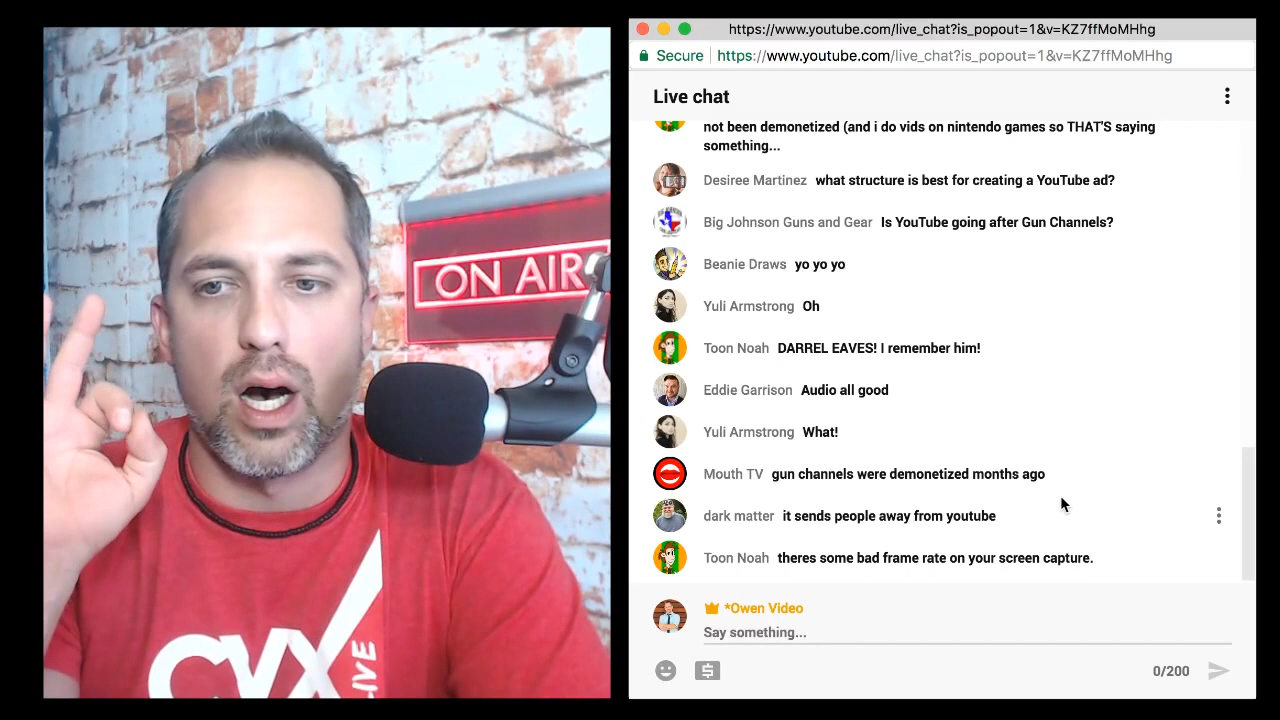 ON AIR
CVX
LIVE
https://www.youtube.com/live_chat?is_popout=1&v=KZ7ffMoMHhg
Secure https://www.youtube.com/live_chat?is_popout=1&v=KZ7ffMoMHhg
Live chat
not been demonetized (and i do vids on nintendo games so THAT'S saying
something...
Desiree Martinez what structure is best for creating a YouTube ad?
Big Johnson Guns and Gear Is YouTube going after Gun Channels?
Beanie Draws yo yo yo
Yuli Armstrong Oh
Toon Noah DARREL EAVES! I remember him!
Eddie Garrison Audio all good
Yuli Armstrong What!
Mouth TV gun channels were demonetized months ago
dark matter it sends people away from youtube
Toon Noah theres some bad frame rate on your screen capture.
*Owen Video
Say something...
0/200